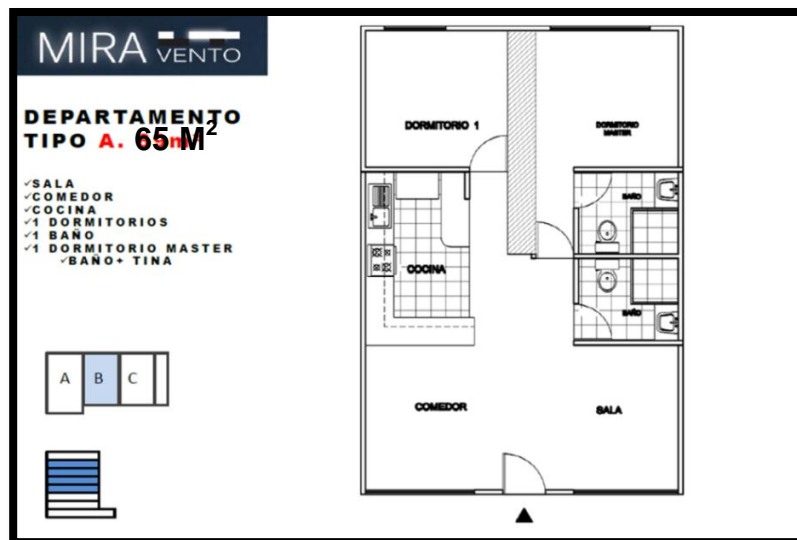 MIRA VENTO
DEPARTAMENTO
TIPO A. 65 M²
✓SALA
✓COMEDOR
✓COCINA
✓1 DORMITORIOS
✓1 BAÑO
✓1 DORMITORIO MASTER
✓BAÑO+ TINA
A B C
DORMITORIO 1
DORMITORIO
MASTER
BAÑO
COCINA
BAÑO
COMEDOR
SALA